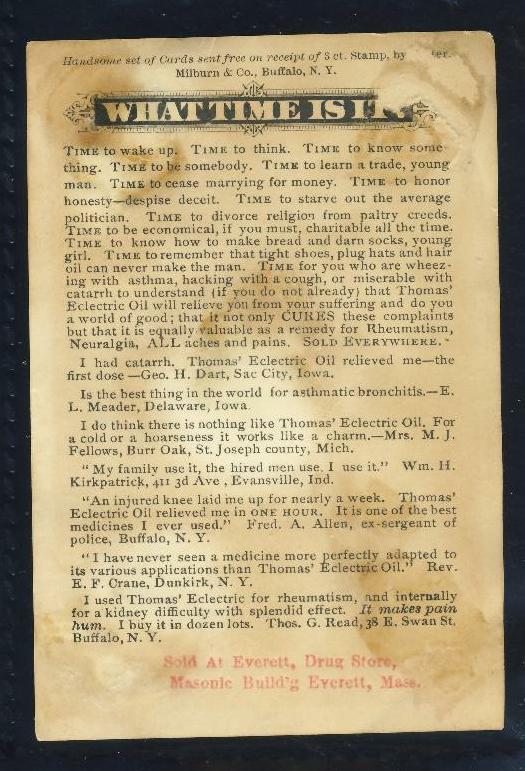 Handsome set of Cards sent free on receipt of 3 ct. Stamp, by
Milburn & Co., Buffalo, N. Y.
WHAT TIME IS
TIME to wake up. TIME to think. TIME to know some-
thing. TIME to be somebody. TIME to learn a trade, young
man. TIME to cease marrying for money. TIME to honor
honesty—despise deceit. TIME to starve out the average
politician. TIME to divorce religion from paltry creeds.
TIME to be economical, if you must, charitable all the time.
TIME to know how to make bread and darn socks, young
girl. TIME to remember that tight shoes, plug hats and hair
oil can never make the man. TIME for you who are wheez-
ing with asthma, hacking with a cough, or miserable with
catarrh to understand (if you do not already) that Thomas'
Eclectric Oil will relieve you from your suffering and do you
a world of good; that it not only CURES these complaints
but that it is equally valuable as a remedy for Rheumatism,
Neuralgia, ALL aches and pains. SOLD EVERYWHERE.
I had catarrh. Thomas' Eclectric Oil relieved me—the
first dose—Geo. H. Dart, Sac City, Iowa.
Is the best thing in the world for asthmatic bronchitis.—E.
L. Meader, Delaware, Iowa
I do think there is nothing like Thomas' Eclectric Oil. For
a cold or a hoarseness it works like a charm.—Mrs. M. J.
Fellows, Burr Oak, St. Joseph county, Mich.
"My family use it, the hired men use, I use it." Wm. H.
Kirkpatrick, 411 3d Ave, Evansville, Ind.
"An injured knee laid me up for nearly a week. Thomas'
Eclectric Oil relieved me in ONE HOUR. It is one of the best
medicines I ever used." Fred. A. Allen, ex-sergeant of
police, Buffalo, N. Y.
"I have never seen a medicine more perfectly adapted to
its various applications than Thomas' Eclectric Oil." Rev.
E. F. Crane, Dunkirk, N. Y.
I used Thomas' Eclectric for rheumatism, and internally
for a kidney difficulty with splendid effect. It makes pain
hum. I buy it in dozen lots. Thos. G. Read, 38 E. Swan St.
Buffalo, N. Y.
Sold At Everett, Drug Store,
Masonic Build'g Everett, Mass.